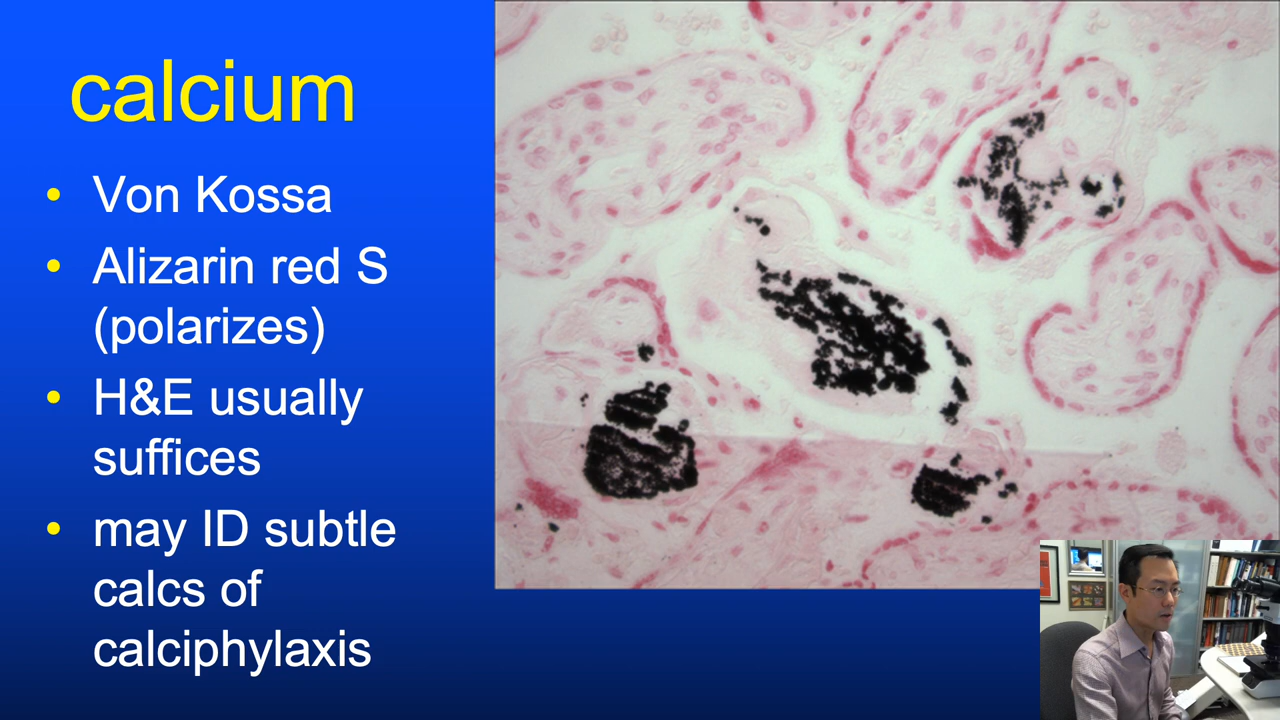 calcium
• Von Kossa
• Alizarin red S
(polarizes)
• H&E usually
suffices
• may ID subtle
calcs of
calciphylaxis